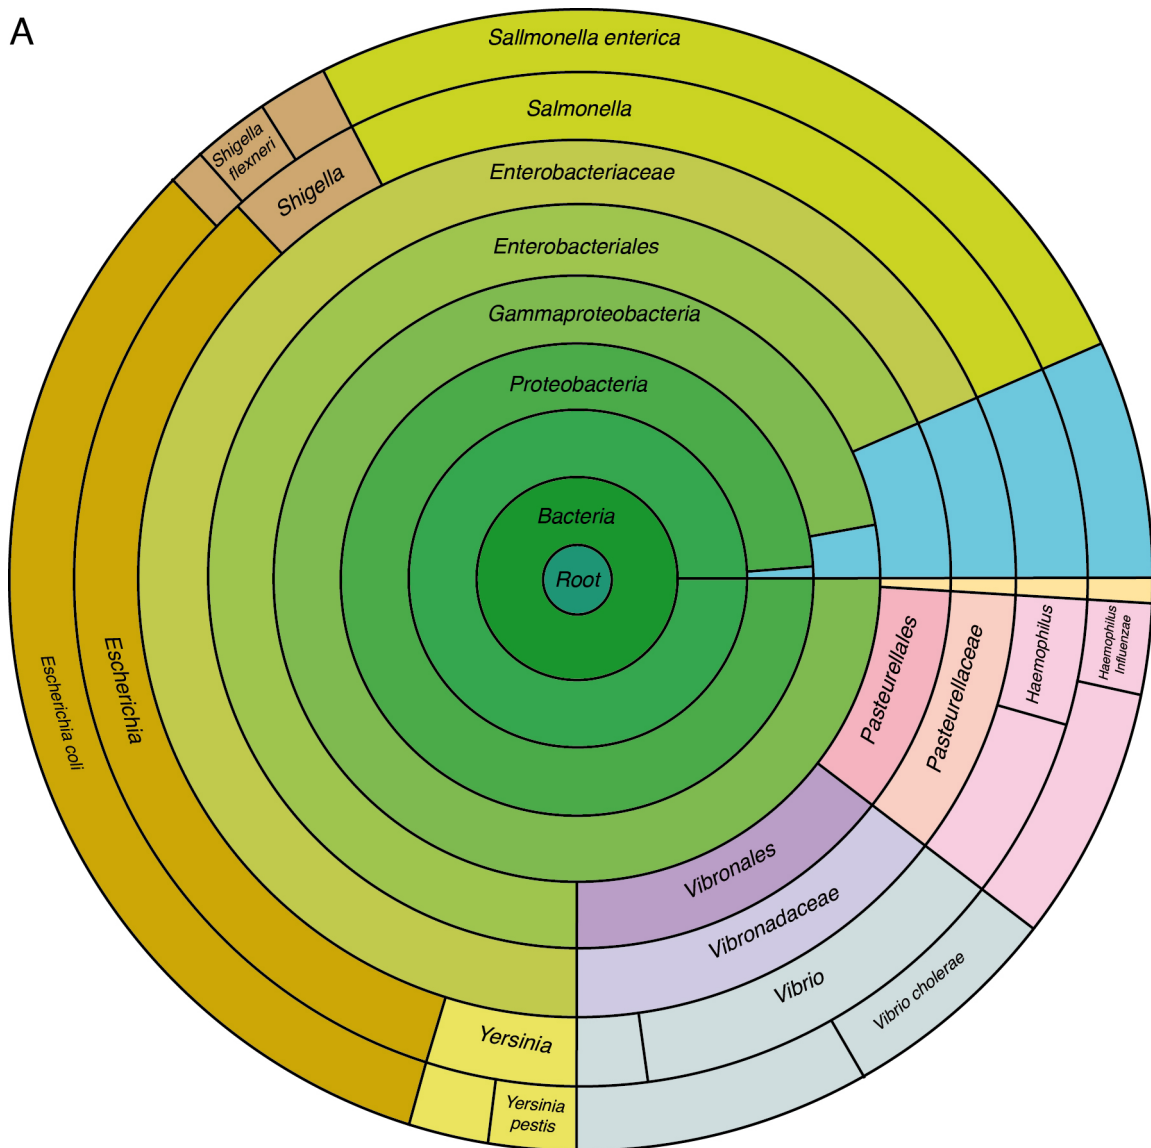 A
Sallmonella enterica
Salmonella
Enterobacteriaceae
Enterobacteriales
Gammaproteobacteria
Proteobacteria
Bacteria
Root
Shigella
flexneri
Shigella
Escherichia
Escherichia coli
Yersinia
Yersinia
pestis
Vibronales
Vibronadaceae
Vibrio
Vibrio cholerae
Pasteurellales
Pasteurellaceae
Haemophilus
Haemophilus
Influenzae